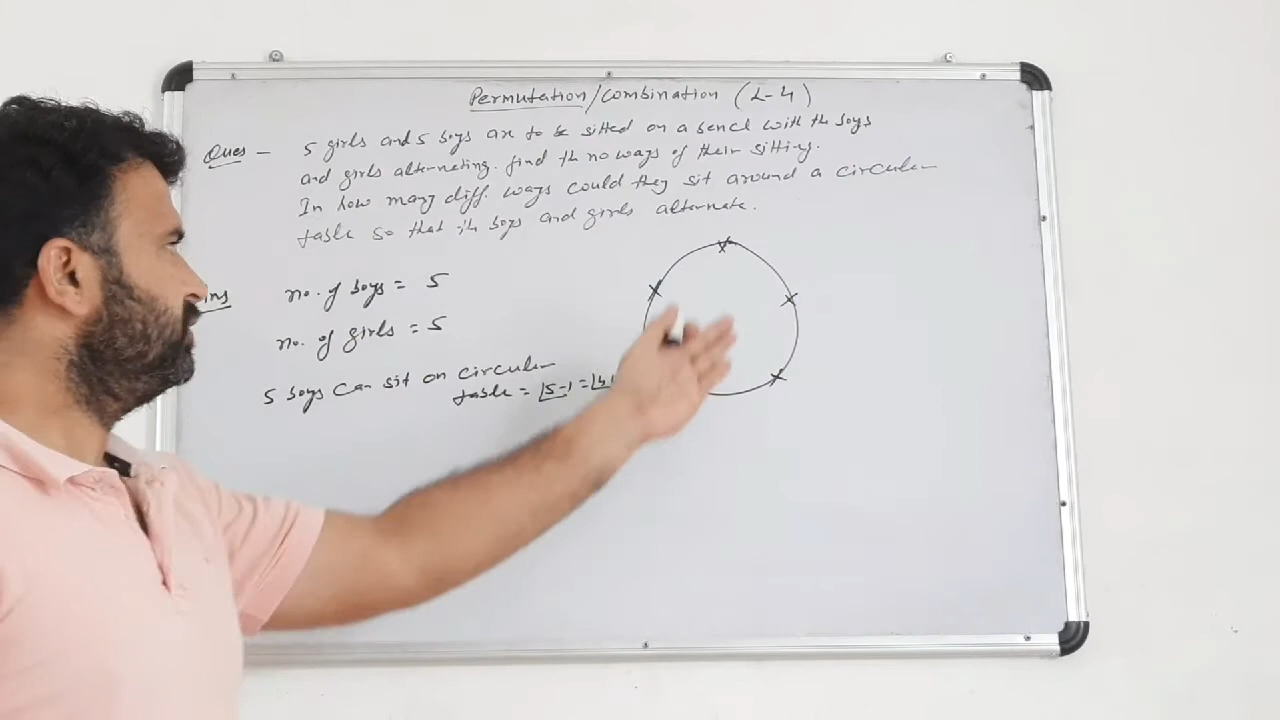 Permutation/Combination (L-4)
Ques - 5 girls and 5 boys are to be sitted on a bench with the boys
and girls alternating. find th no ways of their sitting.
In how many diff. ways could they sit around a circular
table so that th boys and girls alternate.
Ans no. of boys = 5
no. of girls = 5
5 boys can sit on circular
table = |5-1 = |4